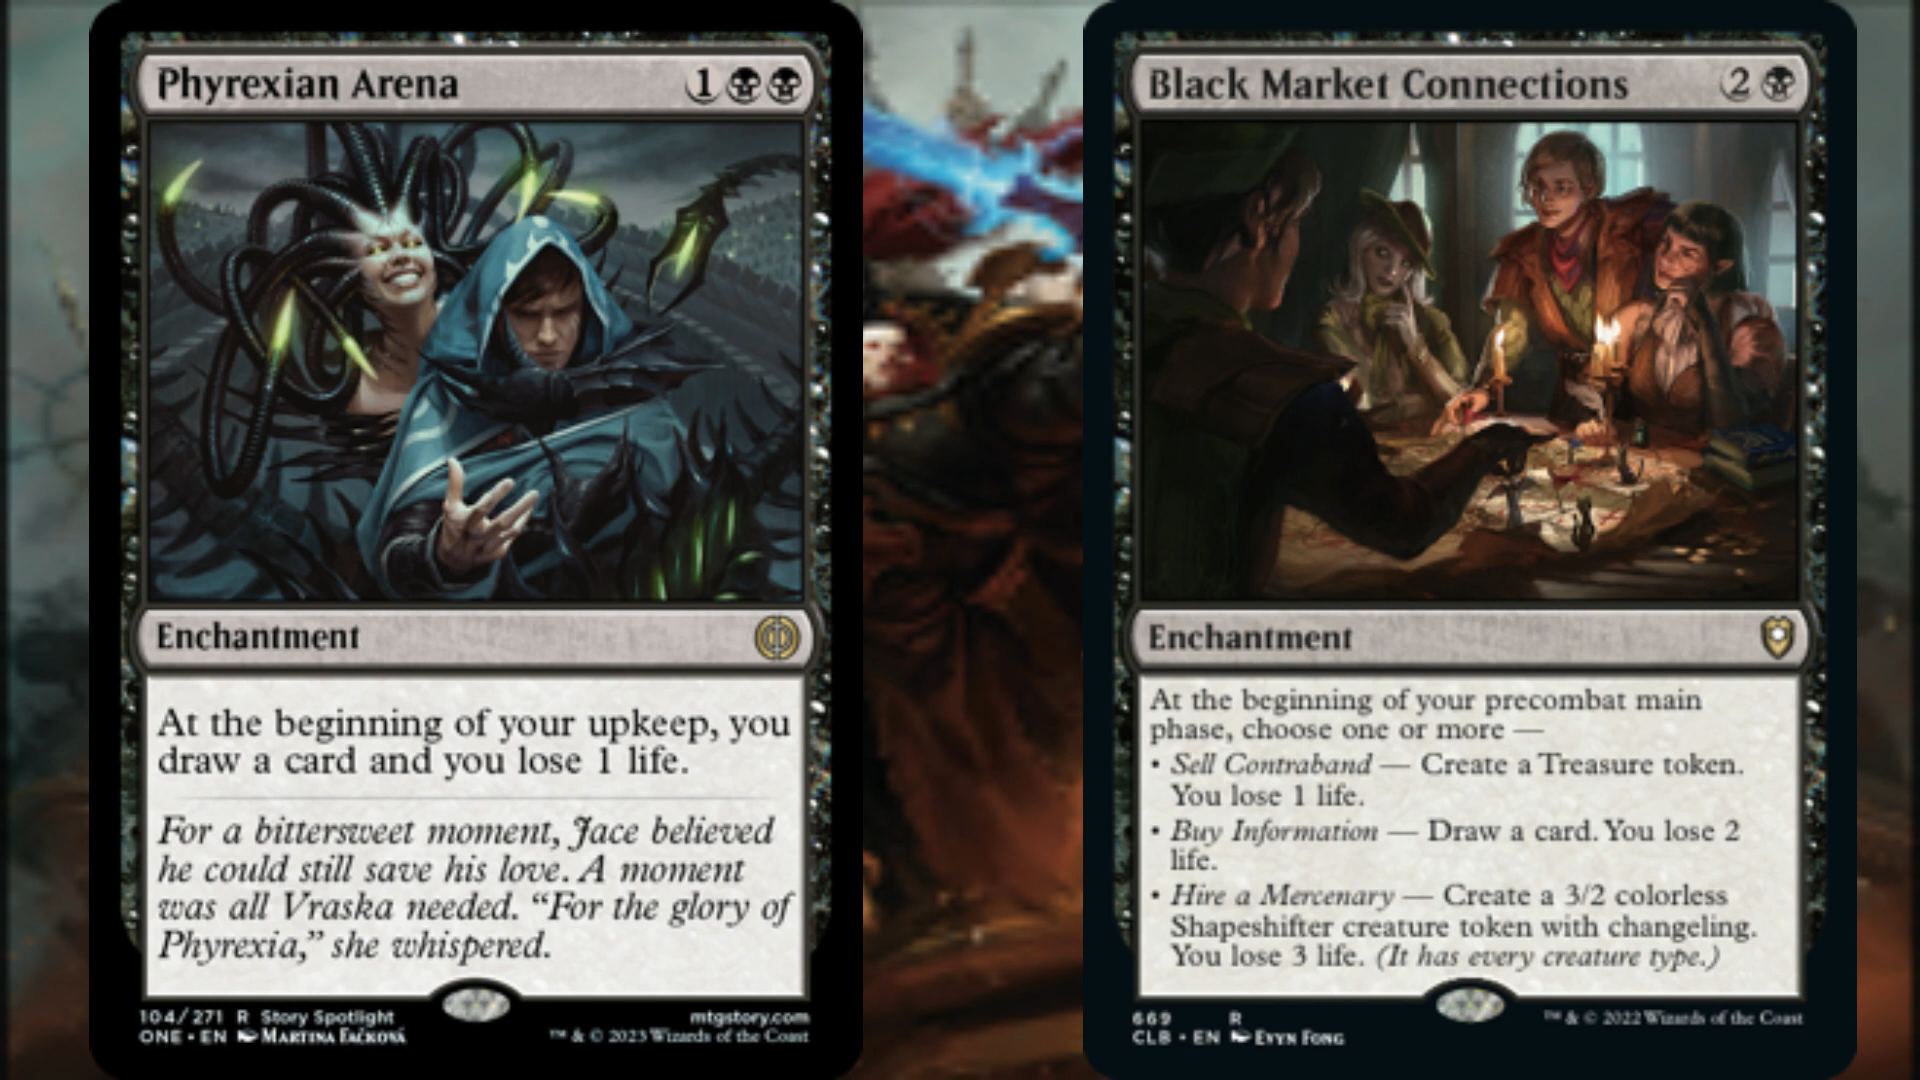 Phyrexian Arena 1
Enchantment
At the beginning of your upkeep, you
draw a card and you lose 1 life.
For a bittersweet moment, Jace believed
he could still save his love. A moment
was all Vraska needed. “For the glory of
Phyrexia,” she whispered.
104/271 R Story Spotlight
ONE • EN Martina Fačková
mtgstory.com
™ & © 2023 Wizards of the Coast
Black Market Connections 2
Enchantment
At the beginning of your precombat main
phase, choose one or more —
• Sell Contraband — Create a Treasure token.
You lose 1 life.
• Buy Information — Draw a card. You lose 2
life.
• Hire a Mercenary — Create a 3/2 colorless
Shapeshifter creature token with changeling.
You lose 3 life. (It has every creature type.)
669 R
CLB • EN Evyn Fong
™ & © 2022 Wizards of the Coast